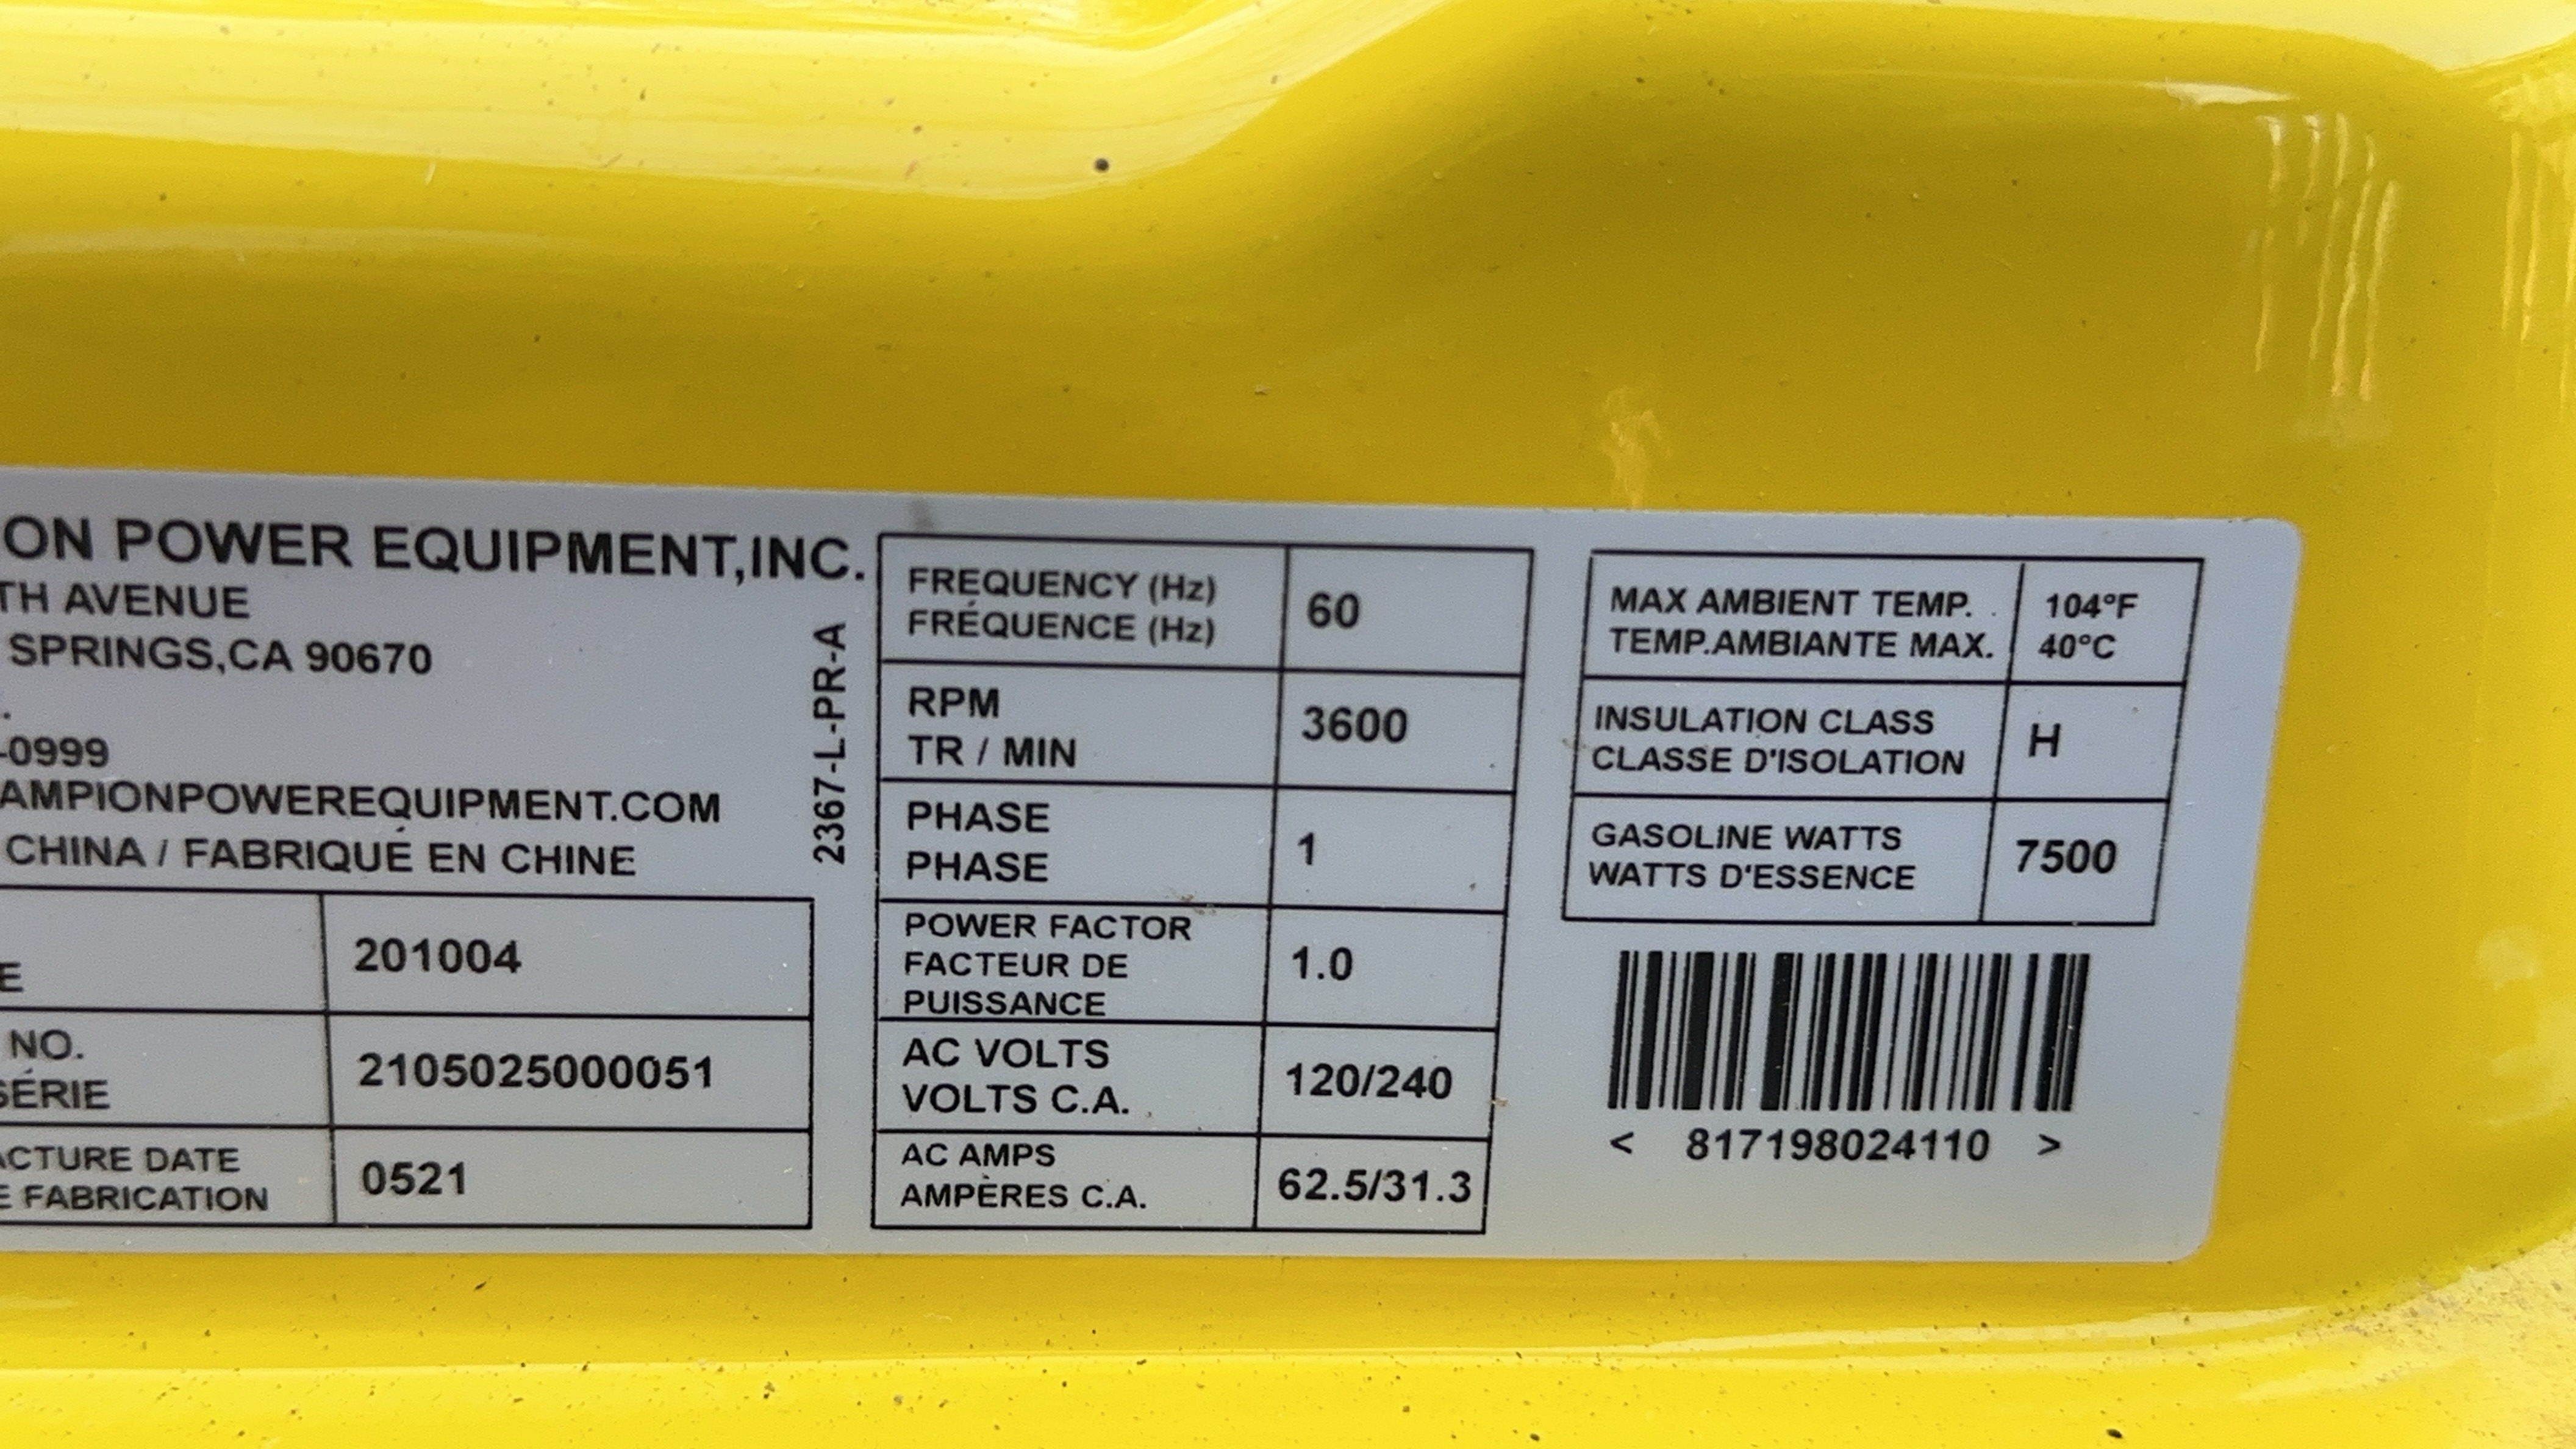 ON POWER EQUIPMENT,INC.
TH AVENUE
SPRINGS,CA 90670
.
-0999
AMPIONPOWEREQUIPMENT.COM
CHINA / FABRIQUÉ EN CHINE
2367-L-PR-A
E
201004
NO.
SÉRIE
2105025000051
ACTURE DATE
E FABRICATION
0521
FREQUENCY (Hz)
FRÉQUENCE (Hz)
60
RPM
TR / MIN
3600
PHASE
PHASE
1
POWER FACTOR
FACTEUR DE
PUISSANCE
1.0
AC VOLTS
VOLTS C.A.
120/240
AC AMPS
AMPÈRES C.A.
62.5/31.3
MAX AMBIENT TEMP.
TEMP.AMBIANTE MAX.
104°F
40°C
INSULATION CLASS
CLASSE D'ISOLATION
H
GASOLINE WATTS
WATTS D'ESSENCE
7500
< 817198024110 >